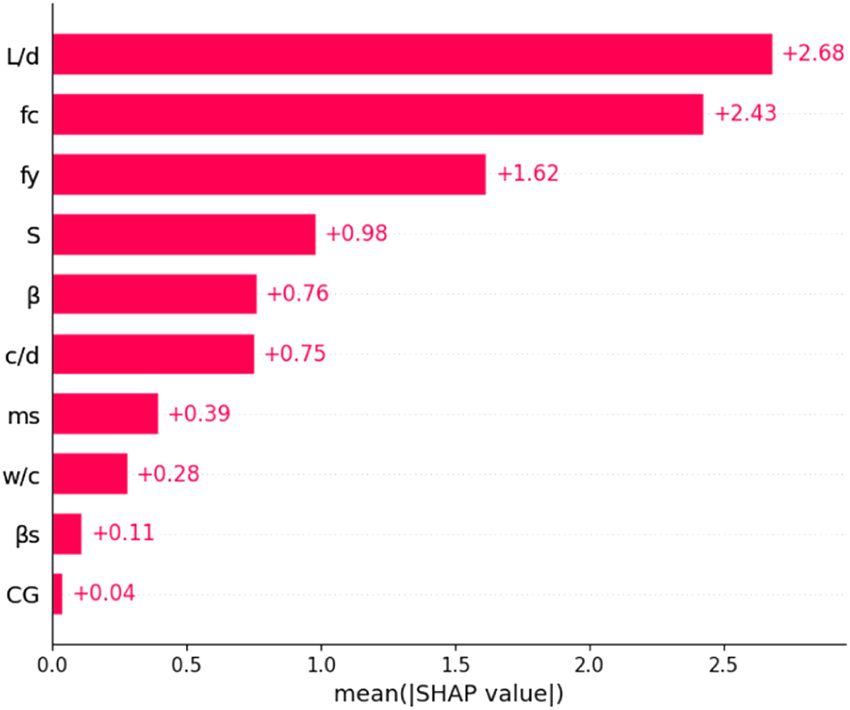 L/d +2.68
fc +2.43
fy +1.62
S +0.98
β +0.76
c/d +0.75
ms +0.39
w/c +0.28
βs +0.11
CG +0.04
0.0 0.5 1.0 1.5 2.0 2.5
mean(|SHAP value|)